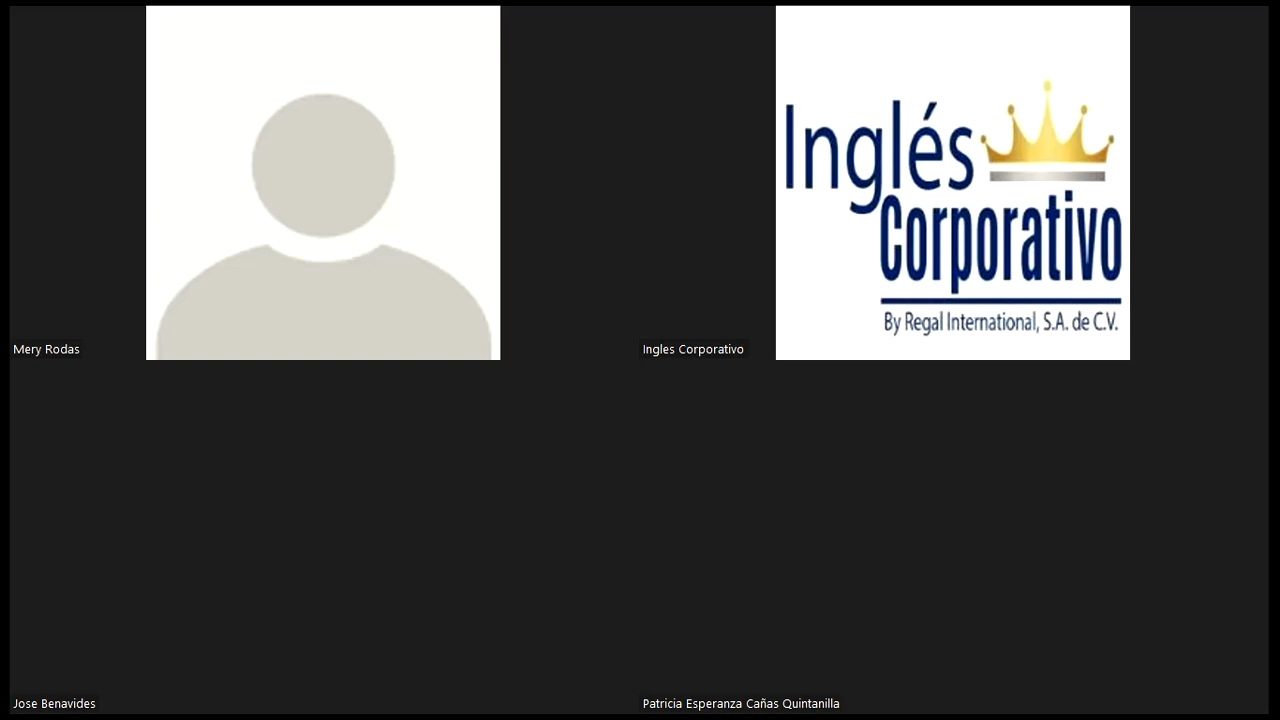 Inglés
Corporativo
By Regal International, S.A. de C.V.
Mery Rodas
Ingles Corporativo
Jose Benavides
Patricia Esperanza Cañas Quintanilla